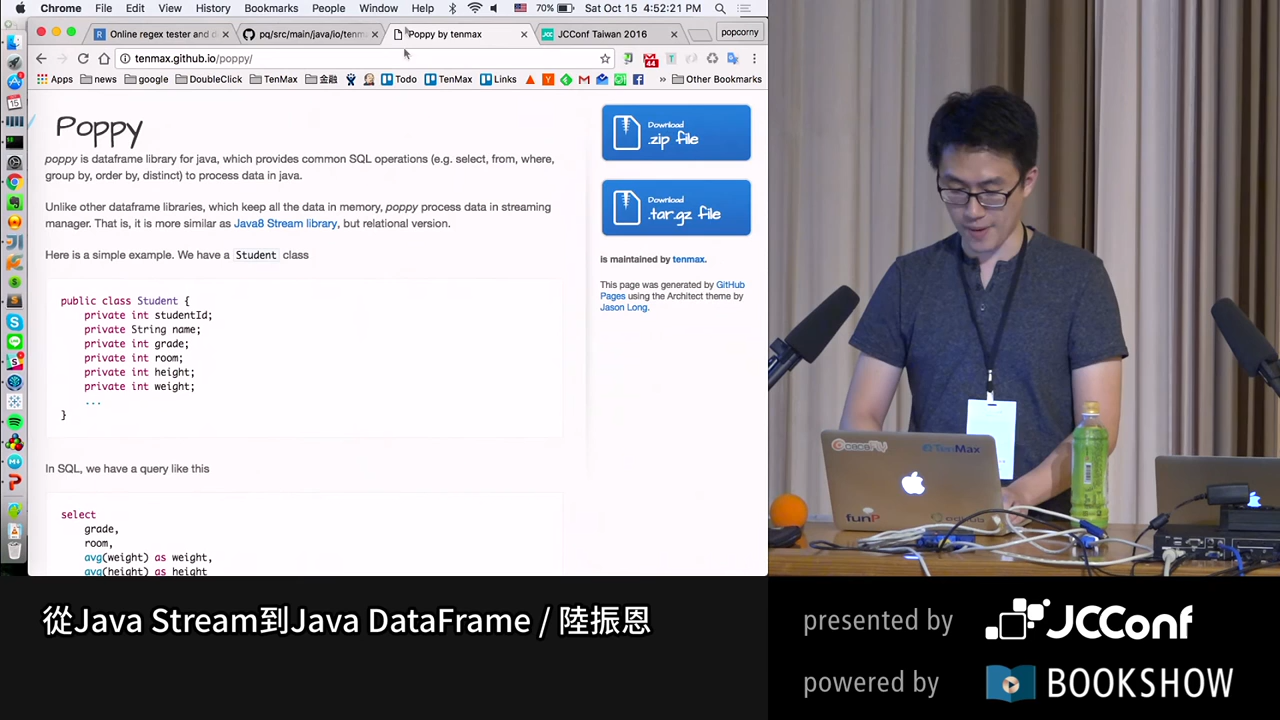 Chrome File Edit View History Bookmarks People Window Help 70% Sat Oct 15 4:52:21 PM
Online regex tester and d
pq/src/main/java/io/tenm
Poppy by tenmax
JCConf Taiwan 2016
popcorny
tenmax.github.io/poppy/
44
Apps news google DoubleClick TenMax 金融 Todo TenMax Links » Other Bookmarks
Poppy
poppy is dataframe library for java, which provides common SQL operations (e.g. select, from, where,
group by, order by, distinct) to process data in java.
Unlike other dataframe libraries, which keep all the data in memory, poppy process data in streaming
manager. That is, it is more similar as Java8 Stream library, but relational version.
Here is a simple example. We have a Student class
public class Student {
private int studentId;
private String name;
private int grade;
private int room;
private int height;
private int weight;
...
}
In SQL, we have a query like this
select
grade,
room,
avg(weight) as weight,
avg(height) as height
Download
.zip file
Download
.tar.gz file
is maintained by tenmax.
This page was generated by GitHub
Pages using the Architect theme by
Jason Long.
TenMax
funP
從Java Stream到Java DataFrame / 陸振恩
presented by JCConf
powered by BOOKSHOW